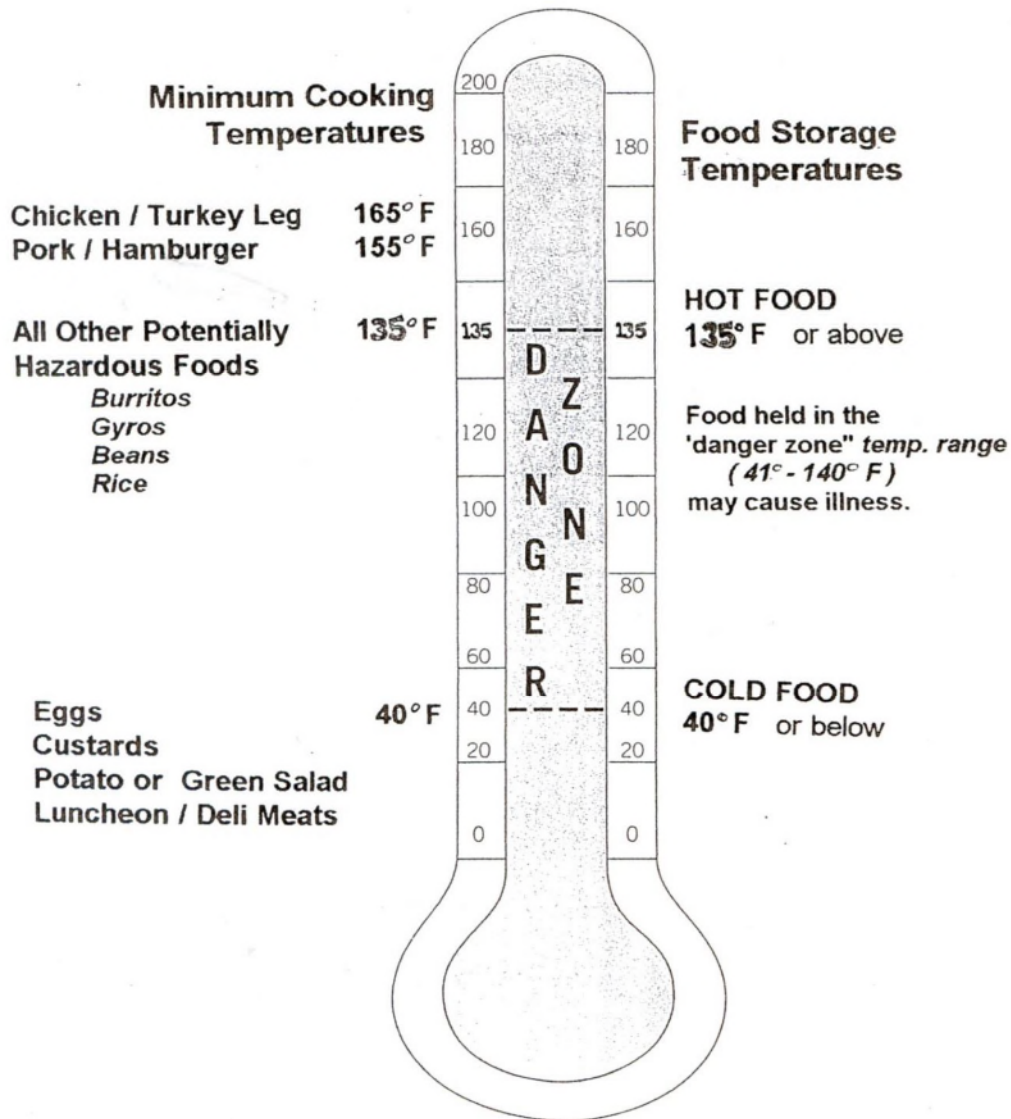 Minimum Cooking
Temperatures
Chicken / Turkey Leg 165° F
Pork / Hamburger 155° F
All Other Potentially 135° F
Hazardous Foods
Burritos
Gyros
Beans
Rice
Eggs 40° F
Custards
Potato or Green Salad
Luncheon / Deli Meats
200
180
160
135
120
100
80
60
40
20
0
DANGER
ZONE
180
160
135
120
100
80
60
40
20
0
Food Storage
Temperatures
HOT FOOD
135° F or above
Food held in the
'danger zone" temp. range
( 41° - 140° F )
may cause illness.
COLD FOOD
40° F or below